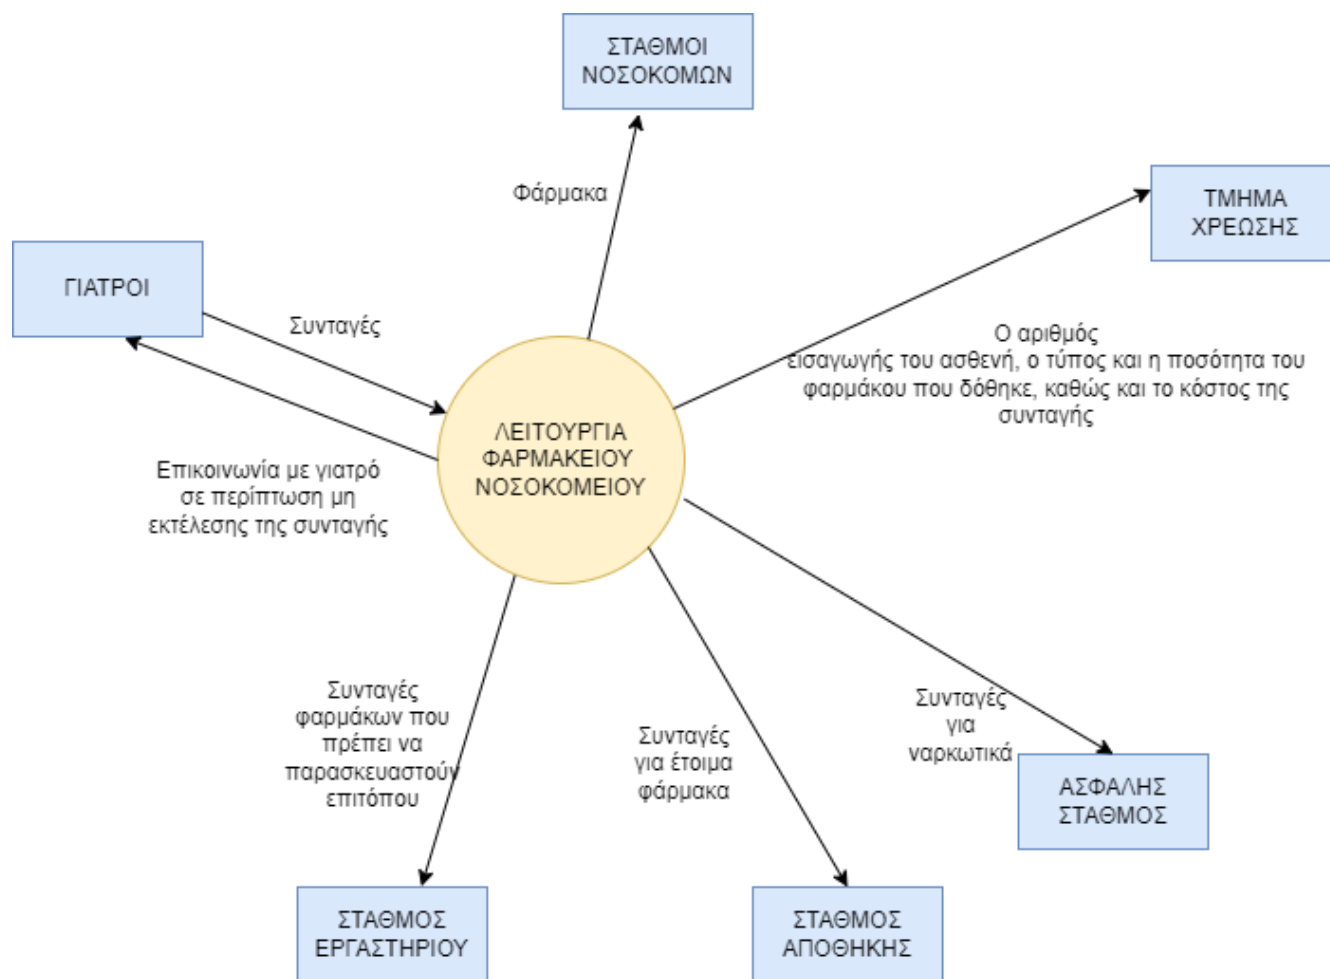 ΣΤΑΘΜΟΙ
ΝΟΣΟΚΟΜΩΝ
Φάρμακα
ΤΜΗΜΑ
ΧΡΕΩΣΗΣ
ΓΙΑΤΡΟΙ
Συνταγές
Ο αριθμός
εισαγωγής του ασθενή, ο τύπος και η ποσότητα του
φαρμάκου που δόθηκε, καθώς και το κόστος της
συνταγής
ΛΕΙΤΟΥΡΓΙΑ
ΦΑΡΜΑΚΕΙΟΥ
ΝΟΣΟΚΟΜΕΙΟΥ
Επικοινωνία με γιατρό
σε περίπτωση μη
εκτέλεσης της συνταγής
Συνταγές
φαρμάκων που
πρέπει να
παρασκευαστούν
επιτόπου
Συνταγές
για έτοιμα
φάρμακα
Συνταγές
για
ναρκωτικά
ΑΣΦΑΛΗΣ
ΣΤΑΘΜΟΣ
ΣΤΑΘΜΟΣ
ΕΡΓΑΣΤΗΡΙΟΥ
ΣΤΑΘΜΟΣ
ΑΠΟΘΗΚΗΣ